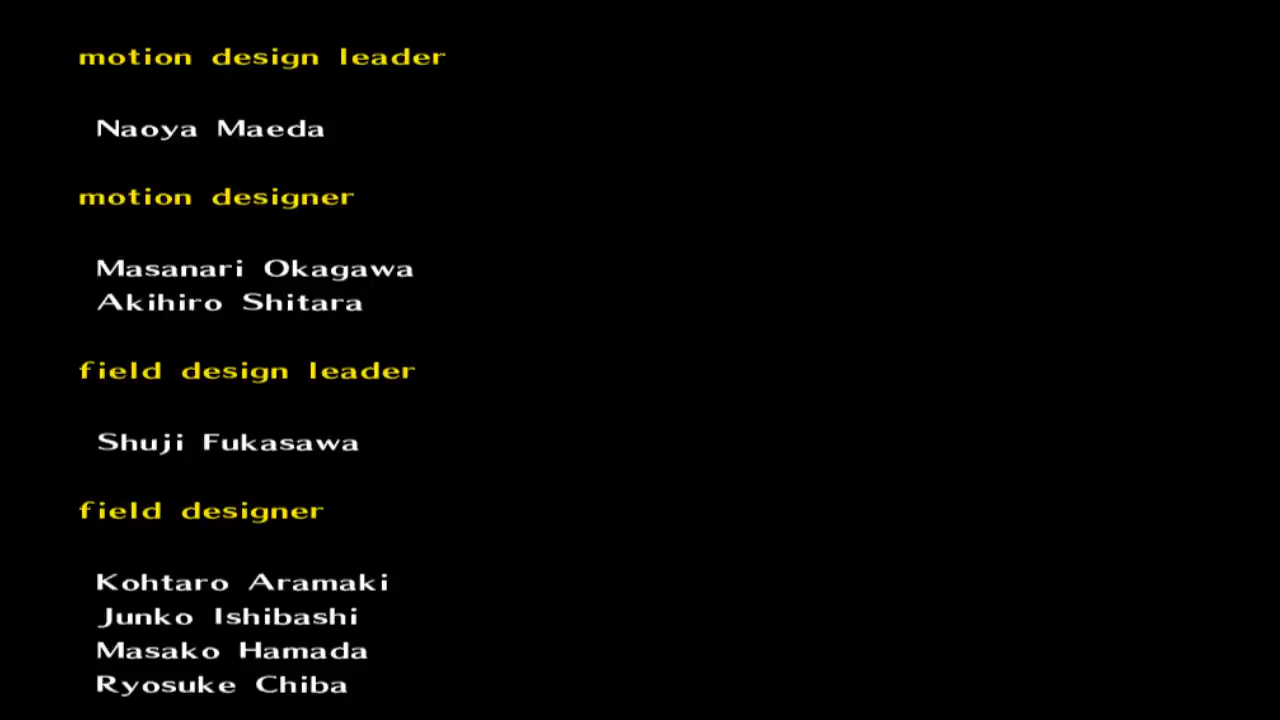 motion design leader
Naoya Maeda
motion designer
Masanari Okagawa
Akihiro Shitara
field design leader
Shuji Fukasawa
field designer
Kohtaro Aramaki
Junko Ishibashi
Masako Hamada
Ryosuke Chiba